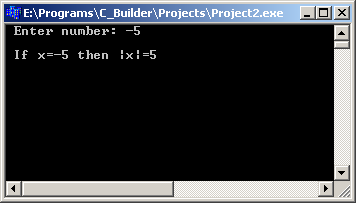 E:\Programs\C_Builder\Projects\Project2.exe
Enter number: -5
If x=-5 then |x|=5